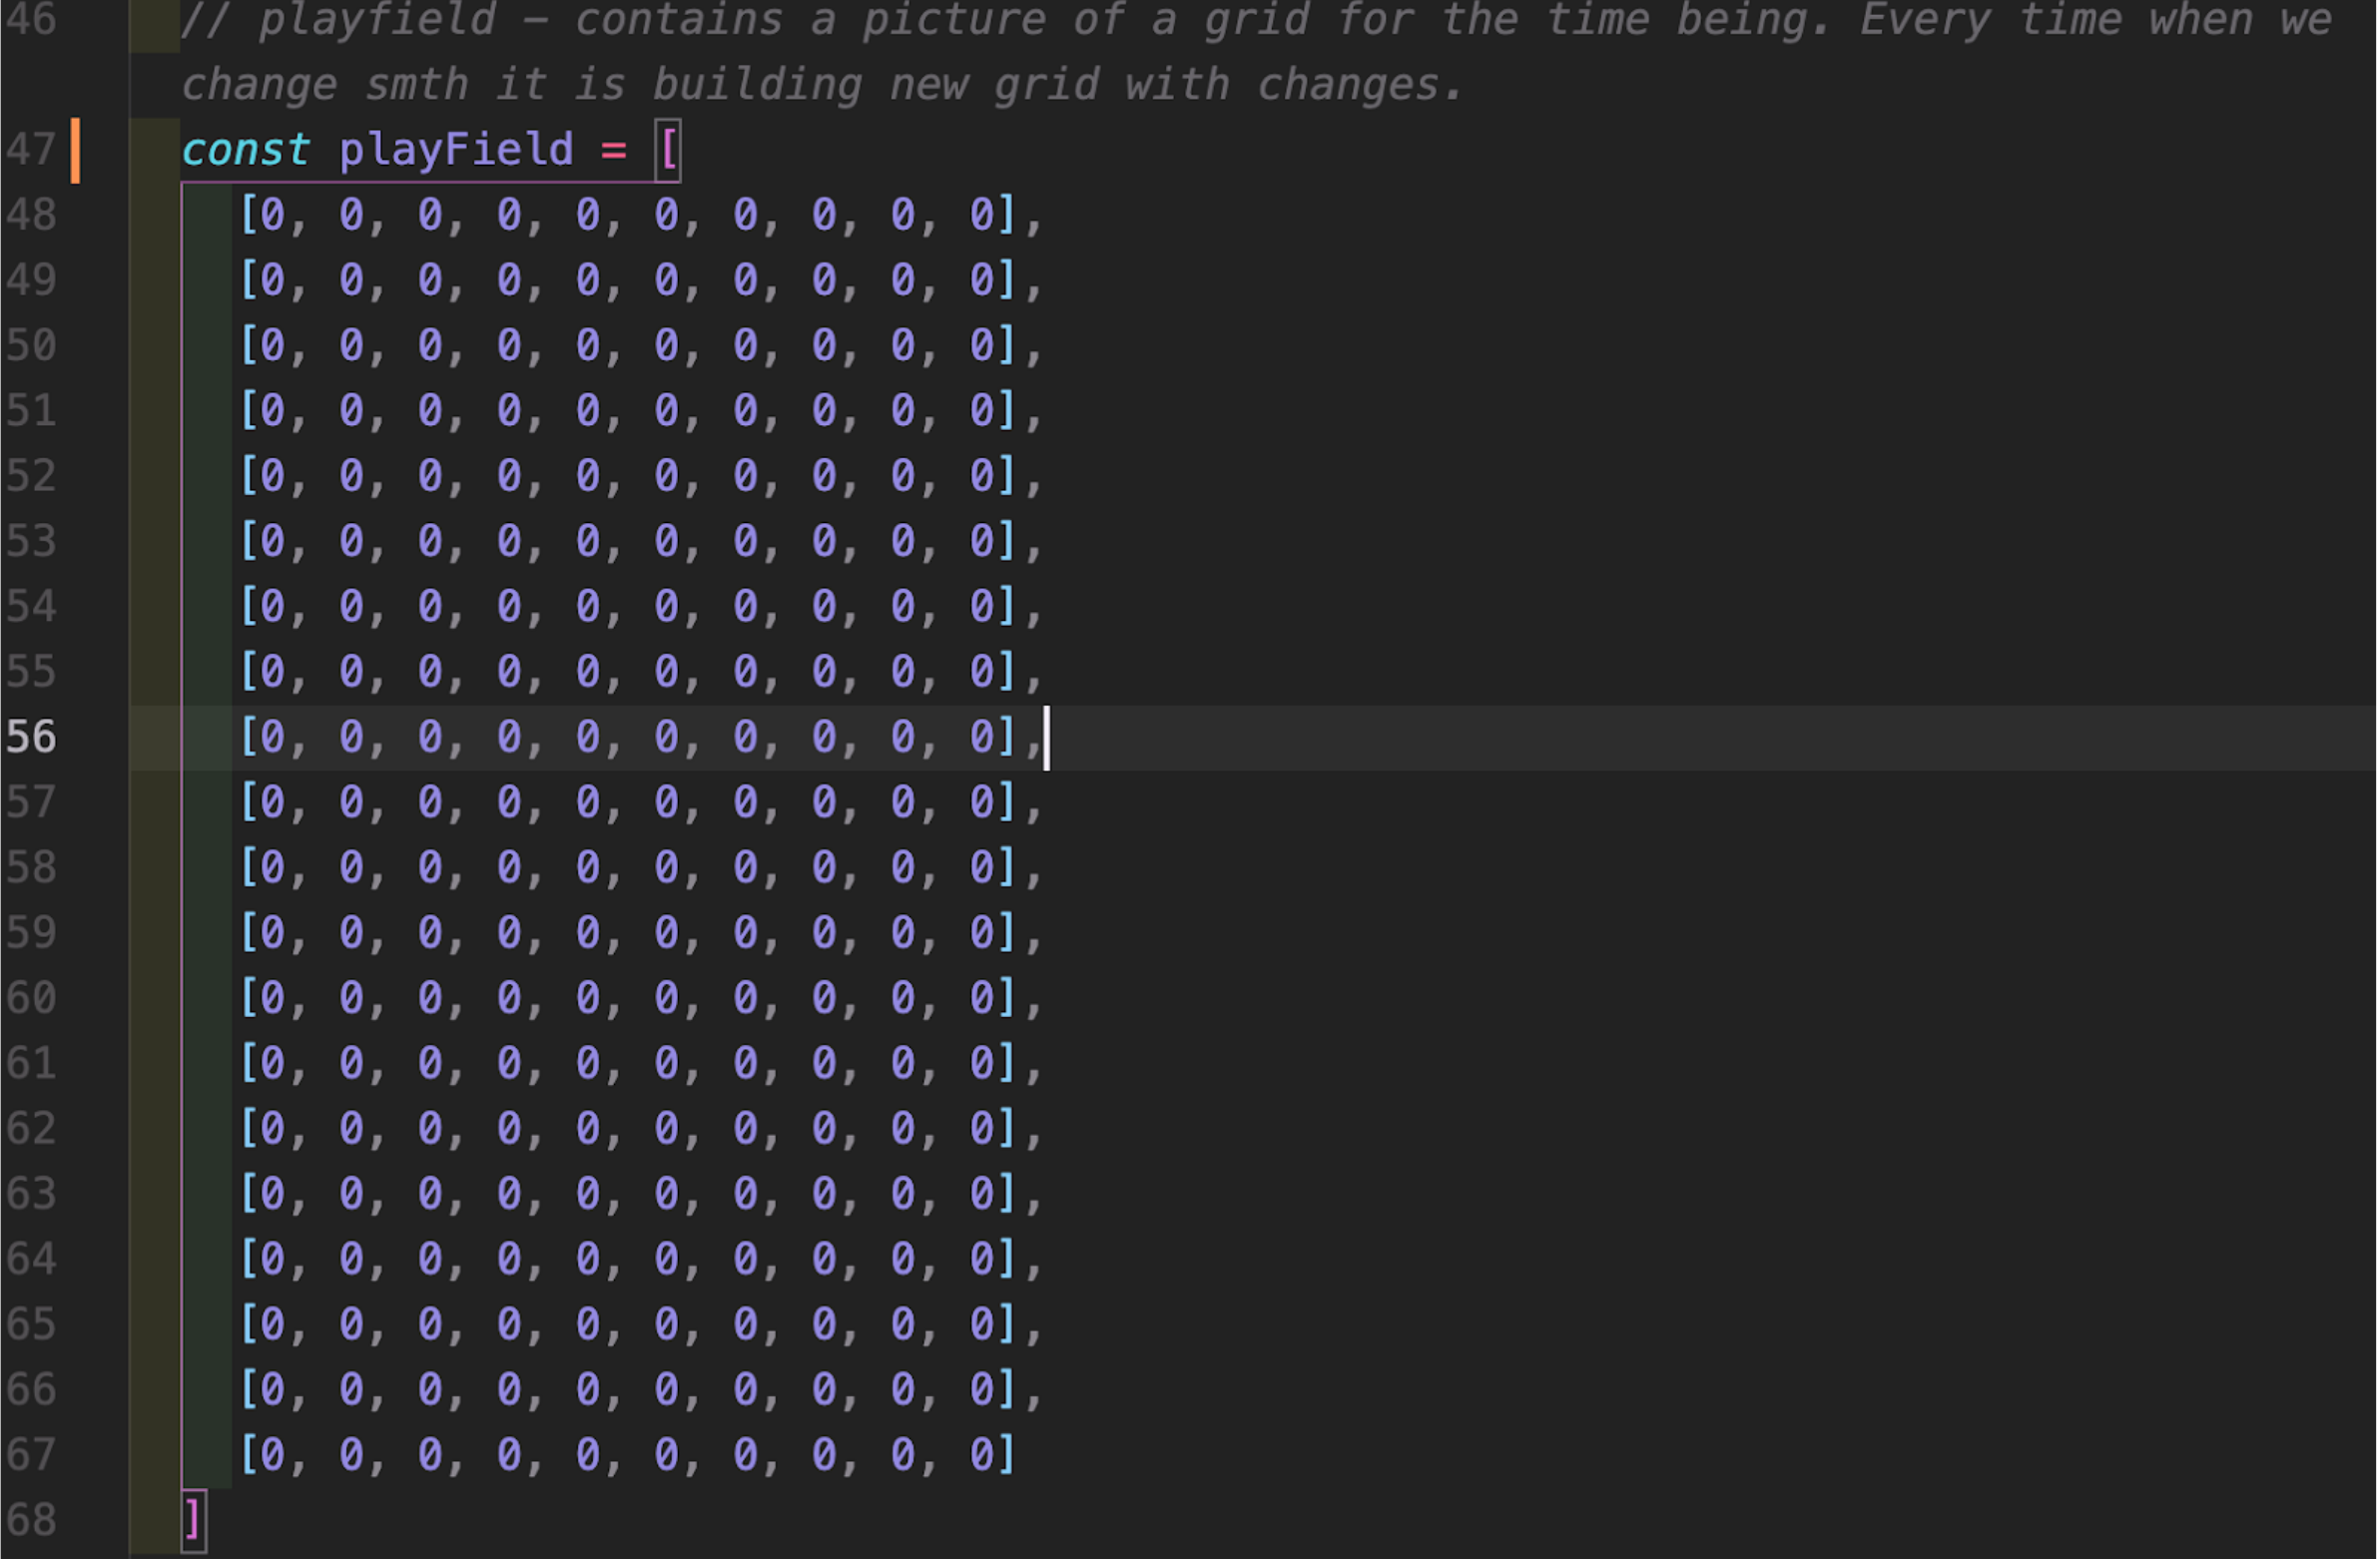 46 // playfield – contains a picture of a grid for the time being. Every time when we
change smth it is building new grid with changes.
47 const playField = [
48 [0, 0, 0, 0, 0, 0, 0, 0, 0, 0],
49 [0, 0, 0, 0, 0, 0, 0, 0, 0, 0],
50 [0, 0, 0, 0, 0, 0, 0, 0, 0, 0],
51 [0, 0, 0, 0, 0, 0, 0, 0, 0, 0],
52 [0, 0, 0, 0, 0, 0, 0, 0, 0, 0],
53 [0, 0, 0, 0, 0, 0, 0, 0, 0, 0],
54 [0, 0, 0, 0, 0, 0, 0, 0, 0, 0],
55 [0, 0, 0, 0, 0, 0, 0, 0, 0, 0],
56 [0, 0, 0, 0, 0, 0, 0, 0, 0, 0],
57 [0, 0, 0, 0, 0, 0, 0, 0, 0, 0],
58 [0, 0, 0, 0, 0, 0, 0, 0, 0, 0],
59 [0, 0, 0, 0, 0, 0, 0, 0, 0, 0],
60 [0, 0, 0, 0, 0, 0, 0, 0, 0, 0],
61 [0, 0, 0, 0, 0, 0, 0, 0, 0, 0],
62 [0, 0, 0, 0, 0, 0, 0, 0, 0, 0],
63 [0, 0, 0, 0, 0, 0, 0, 0, 0, 0],
64 [0, 0, 0, 0, 0, 0, 0, 0, 0, 0],
65 [0, 0, 0, 0, 0, 0, 0, 0, 0, 0],
66 [0, 0, 0, 0, 0, 0, 0, 0, 0, 0],
67 [0, 0, 0, 0, 0, 0, 0, 0, 0, 0]
68 ]